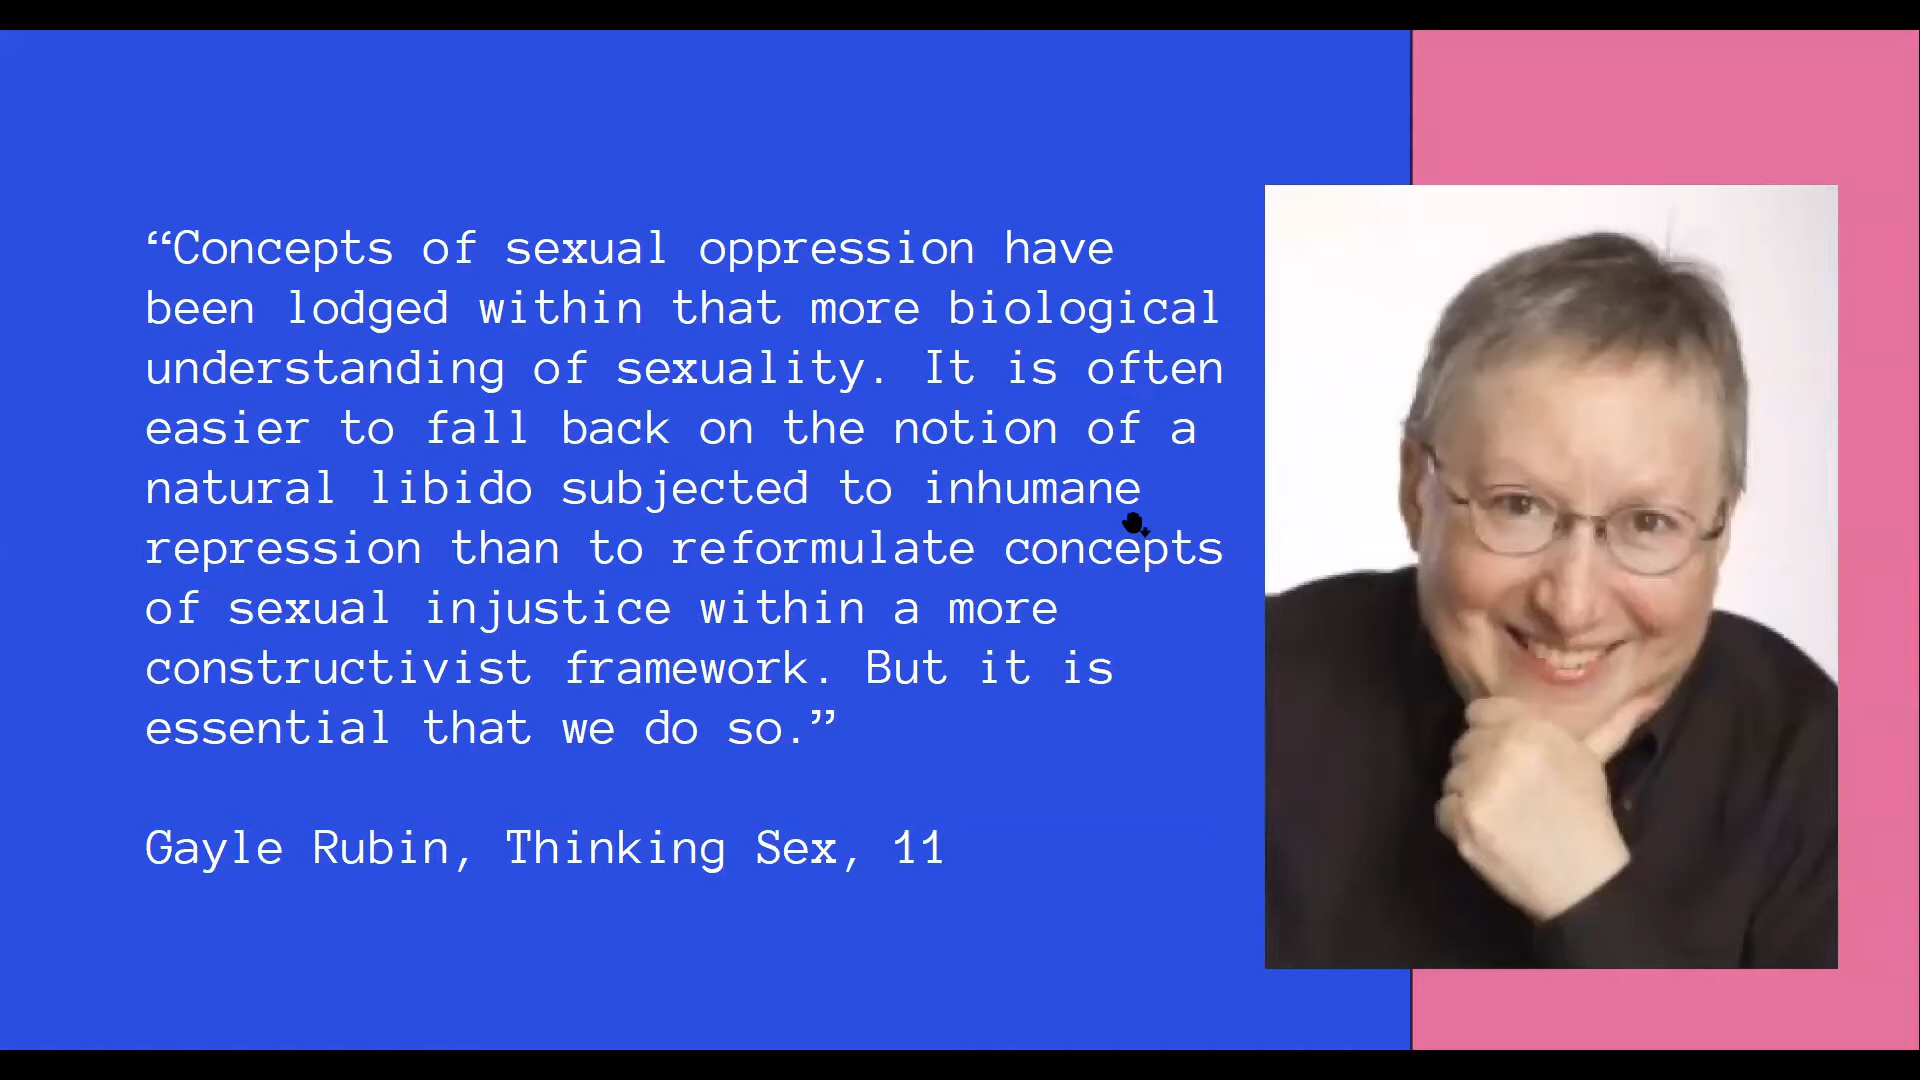 “Concepts of sexual oppression have
been lodged within that more biological
understanding of sexuality. It is often
easier to fall back on the notion of a
natural libido subjected to inhumane
repression than to reformulate concepts
of sexual injustice within a more
constructivist framework. But it is
essential that we do so.”
Gayle Rubin, Thinking Sex, 11